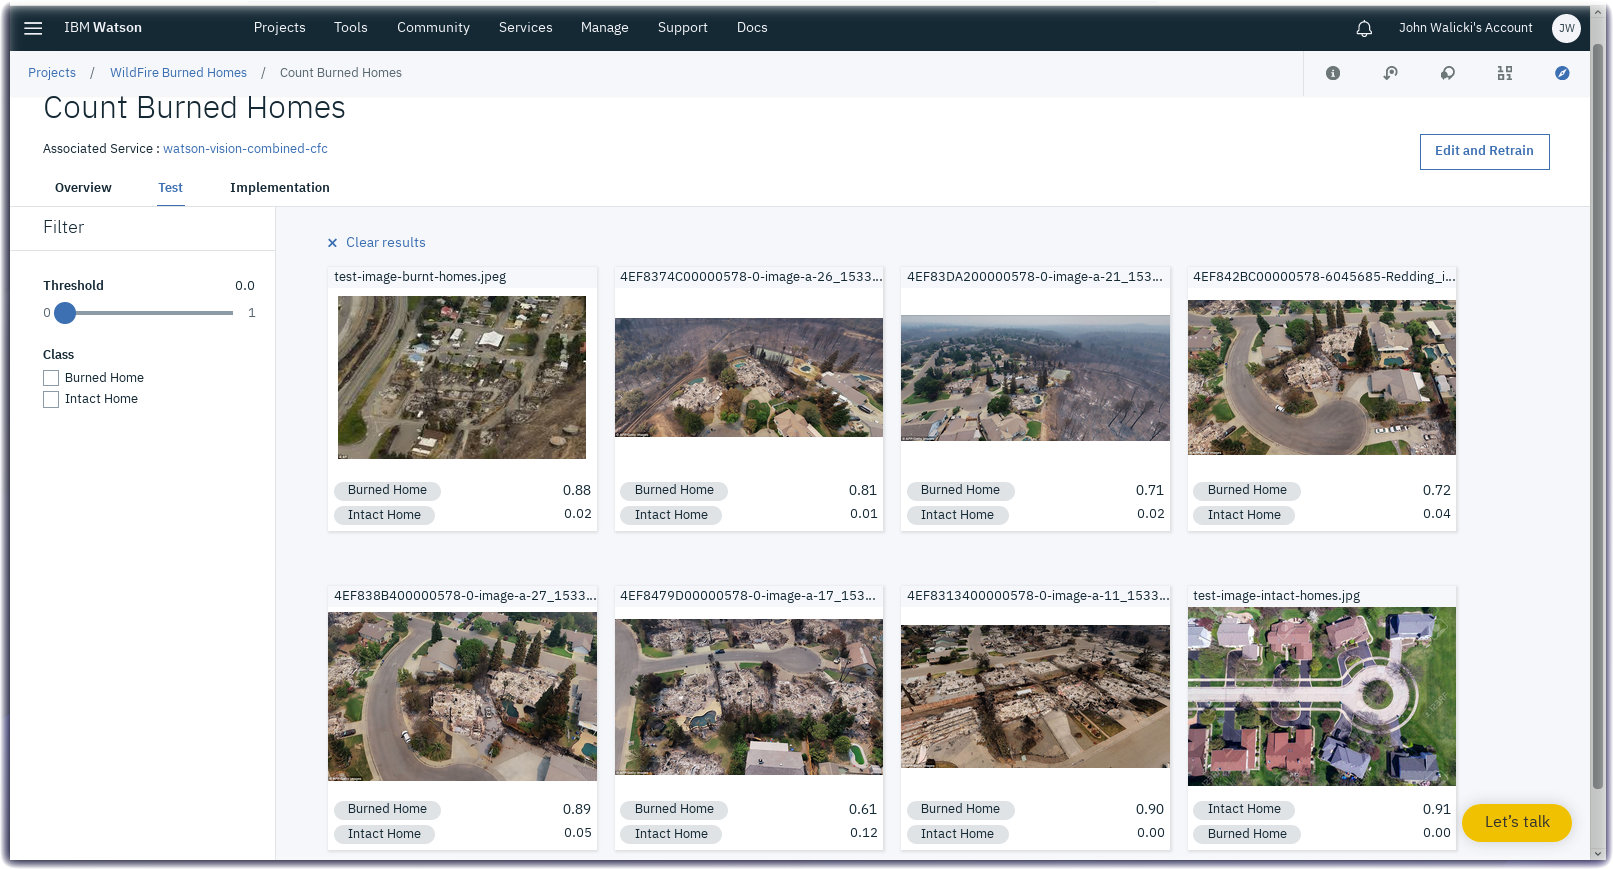 IBM Watson
Projects
Tools
Community
Services
Manage
Support
Docs
John Walicki's Account
JW
Projects / WildFire Burned Homes / Count Burned Homes
Count Burned Homes
Associated Service : watson-vision-combined-cfc
Edit and Retrain
Overview
Test
Implementation
Filter
Threshold 0.0
0 1
Class
Burned Home
Intact Home
× Clear results
test-image-burnt-homes.jpeg
Burned Home 0.88
Intact Home 0.02
4EF8374C00000578-0-image-a-26_1533...
Burned Home 0.81
Intact Home 0.01
4EF83DA200000578-0-image-a-21_153...
Burned Home 0.71
Intact Home 0.02
4EF842BC00000578-6045685-Redding_i...
Burned Home 0.72
Intact Home 0.04
4EF838B400000578-0-image-a-27_1533...
Burned Home 0.89
Intact Home 0.05
4EF8479D00000578-0-image-a-17_153...
Burned Home 0.61
Intact Home 0.12
4EF8313400000578-0-image-a-11_1533...
Burned Home 0.90
Intact Home 0.00
test-image-intact-homes.jpg
Intact Home 0.91
Burned Home 0.00
Let's talk